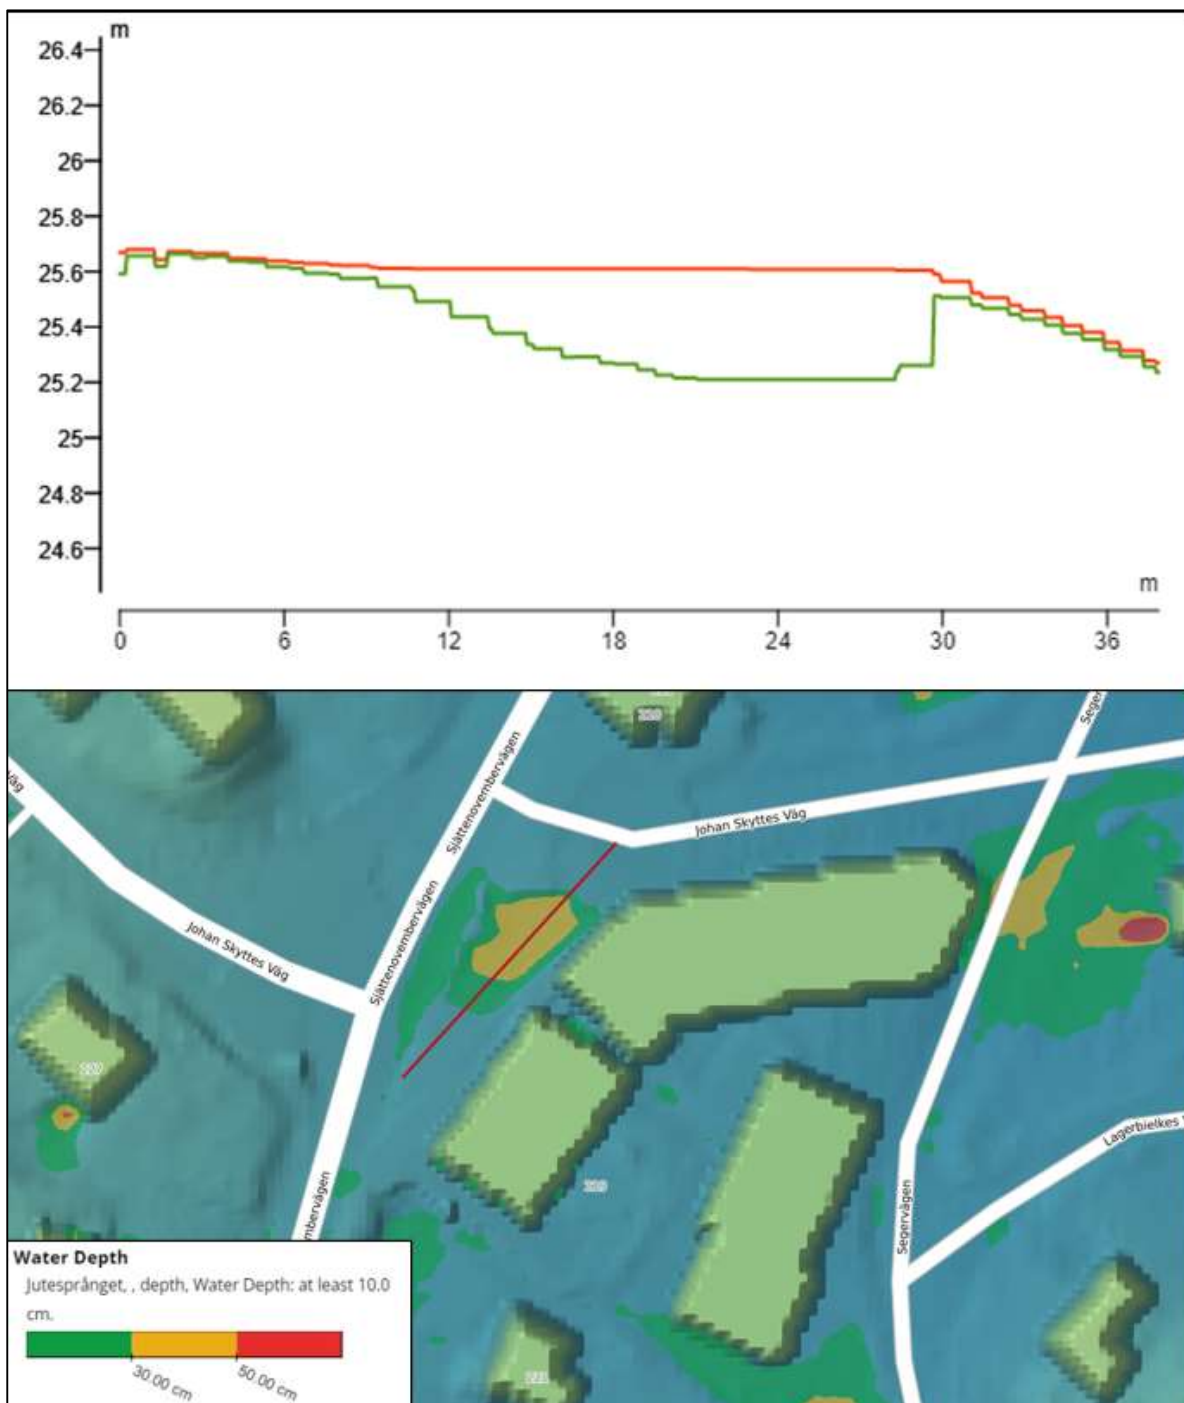 m
26.4
26.2
26
25.8
25.6
25.4
25.2
25
24.8
24.6
m
0 6 12 18 24 30 36
Väg
Sjättenovembervägen
Johan Skyttes Väg
Seger
Sjättenovembervägen
Johan Skyttes Väg
mbervägen
Segervägen
Lagerbielkes
Water Depth
Jutesprånget, , depth, Water Depth: at least 10.0
cm.
30.00 cm
50.00 cm